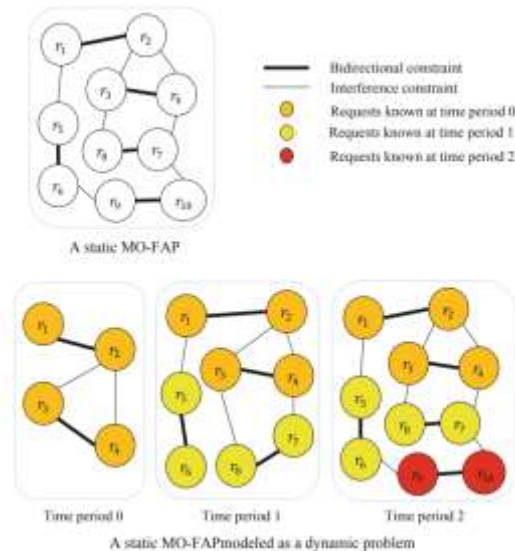 r1
r2
r3
r4
r5
r8
r7
r6
r9
r10
Bidirectional constraint
Interference constraint
Requests known at time period 0
Requests known at time period 1
Requests known at time period 2
A static MO-FAP
r1
r2
r3
r4
Time period 0
r1
r2
r3
r4
r5
r7
r6
r8
Time period 1
r1
r2
r3
r4
r5
r8
r7
r6
r9
r10
Time period 2
A static MO-FAPmodeled as a dynamic problem